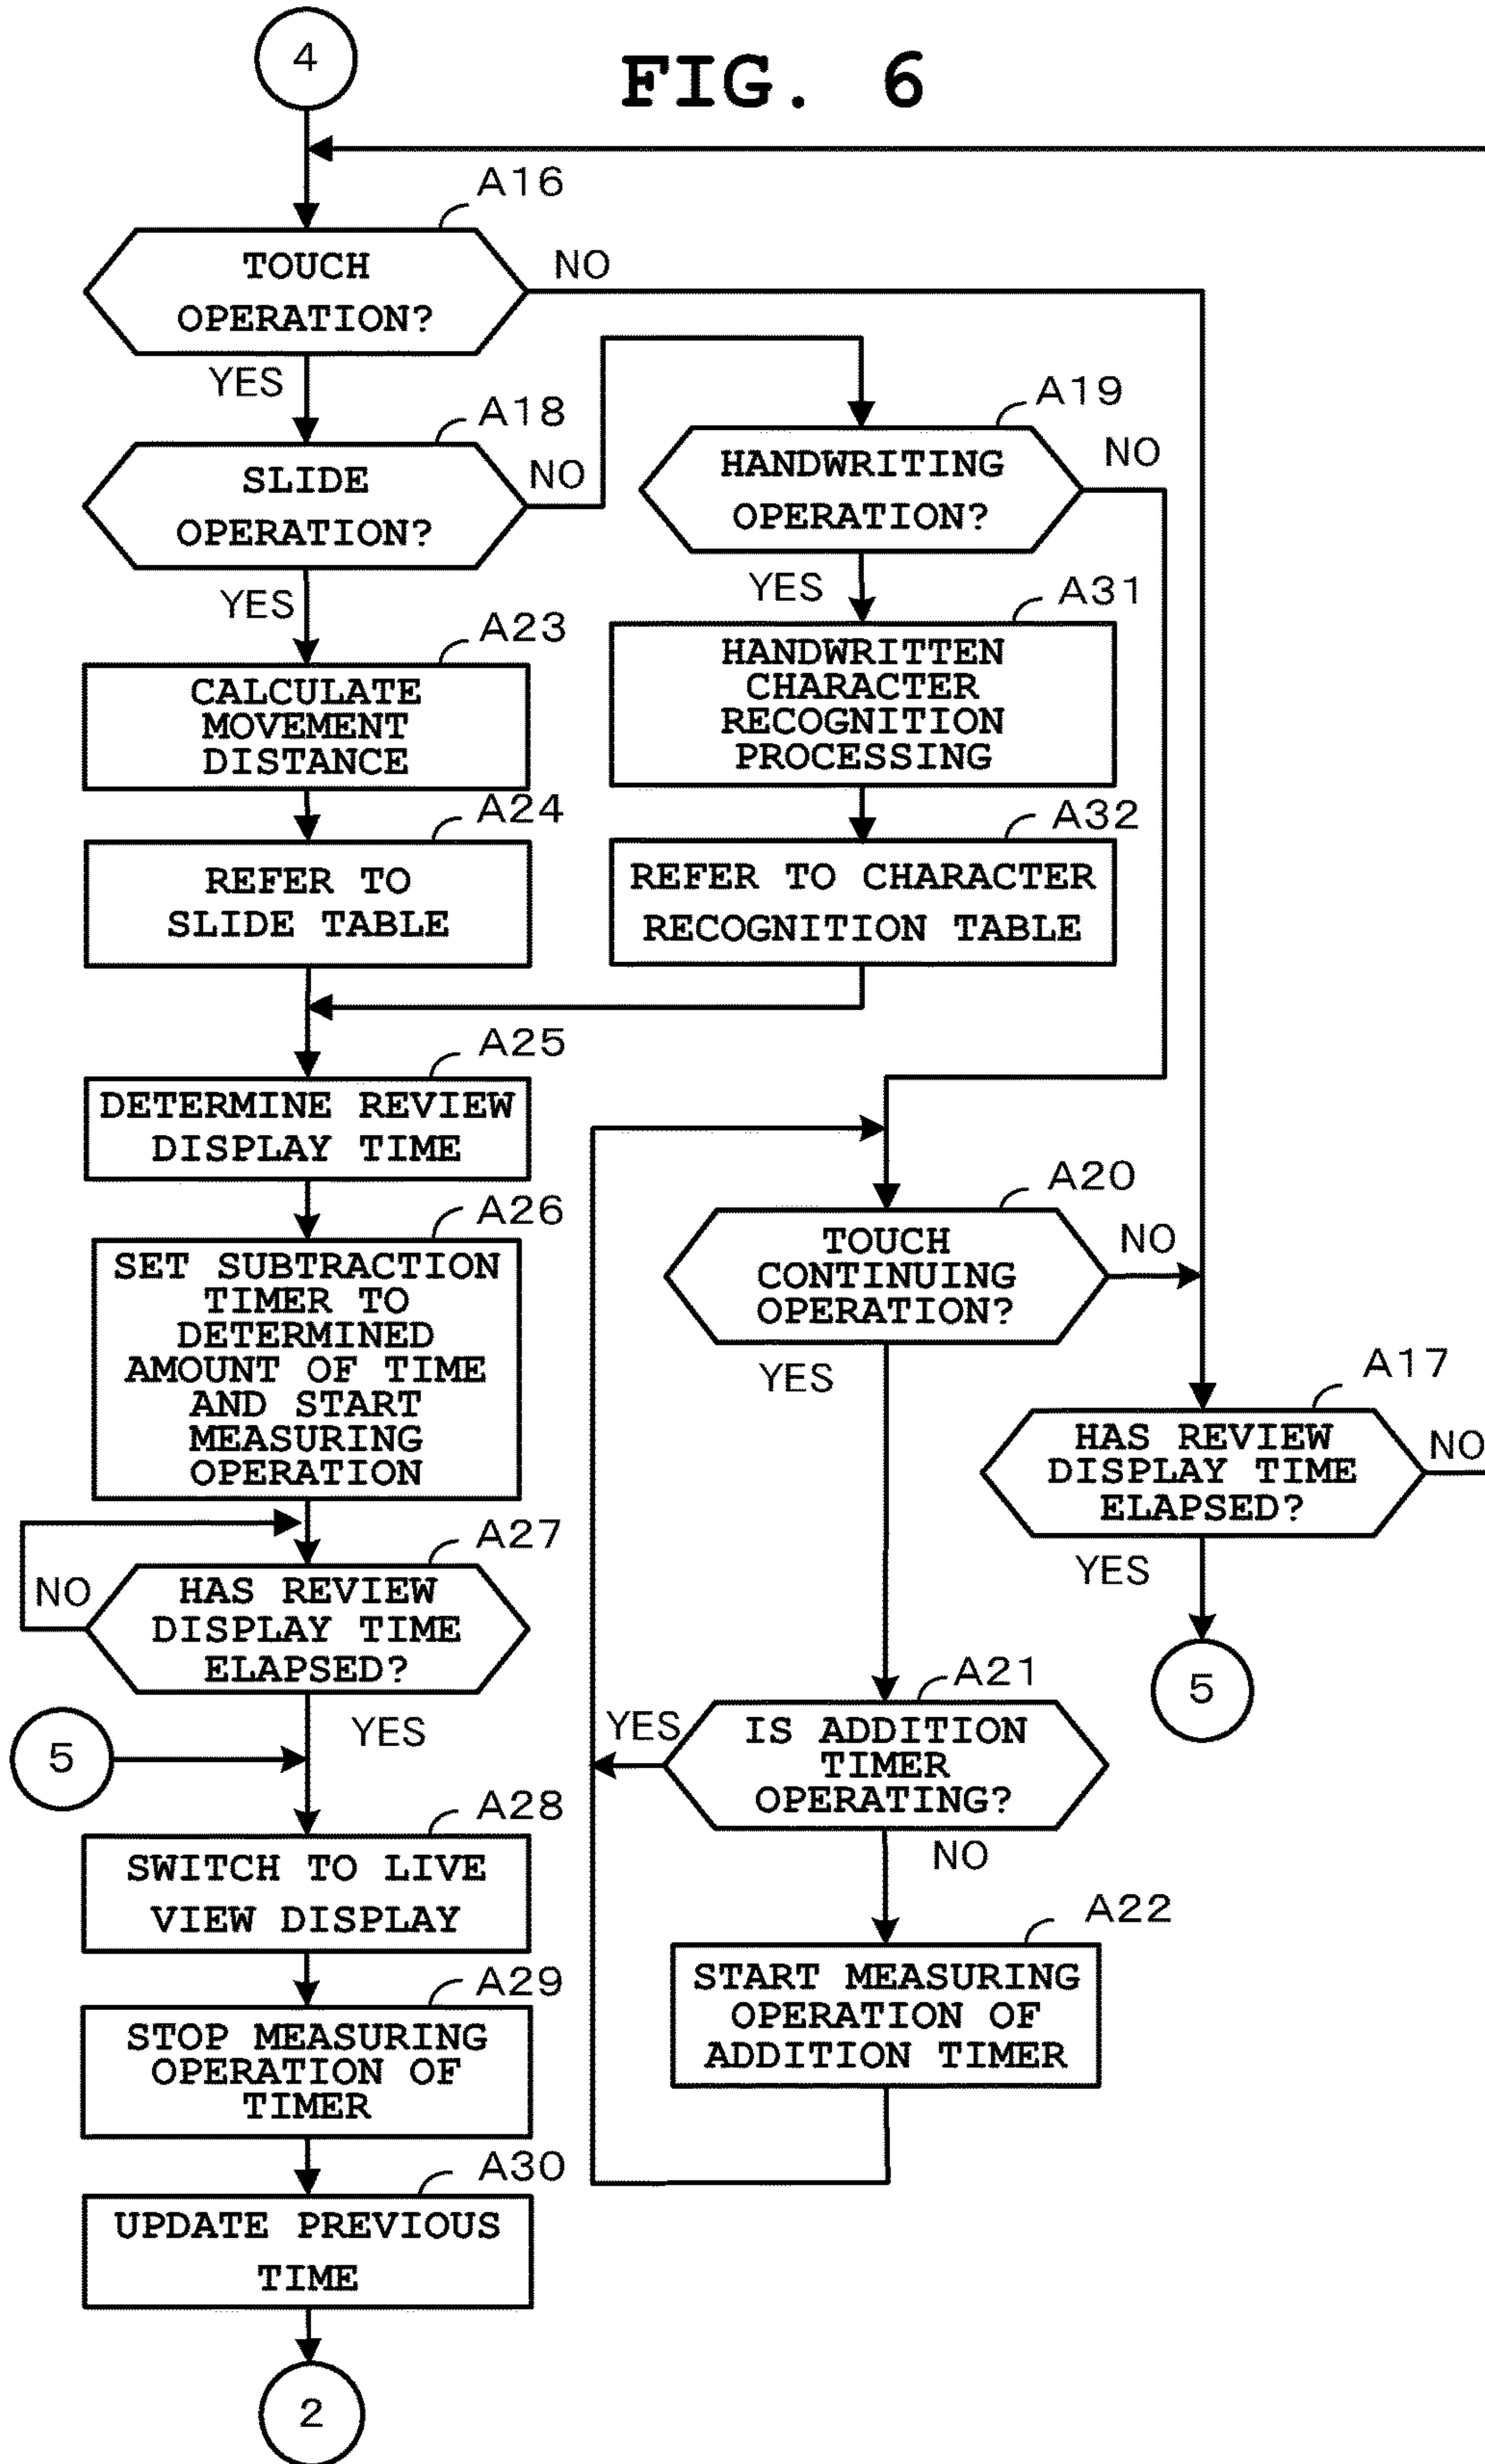 4
FIG. 6
A16
TOUCH
OPERATION?
NO
YES
A18
SLIDE
OPERATION?
NO
YES
A19
HANDWRITING
OPERATION?
NO
YES
A23
CALCULATE
MOVEMENT
DISTANCE
A31
HANDWRITTEN
CHARACTER
RECOGNITION
PROCESSING
A24
REFER TO
SLIDE TABLE
A32
REFER TO CHARACTER
RECOGNITION TABLE
A25
DETERMINE REVIEW
DISPLAY TIME
A26
SET SUBTRACTION
TIMER TO
DETERMINED
AMOUNT OF TIME
AND START
MEASURING
OPERATION
A20
TOUCH
CONTINUING
OPERATION?
NO
YES
A17
HAS REVIEW
DISPLAY TIME
ELAPSED?
NO
YES
5
A27
HAS REVIEW
DISPLAY TIME
ELAPSED?
NO
YES
5
A21
IS ADDITION
TIMER
OPERATING?
YES
NO
A28
SWITCH TO LIVE
VIEW DISPLAY
A22
START MEASURING
OPERATION OF
ADDITION TIMER
A29
STOP MEASURING
OPERATION OF
TIMER
A30
UPDATE PREVIOUS
TIME
2